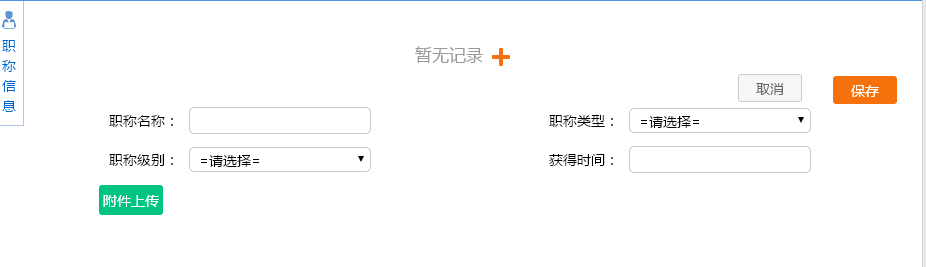 职称信息
暂无记录
取消 保存
职称名称： 职称类型： =请选择=
职称级别： =请选择= 获得时间：
附件上传